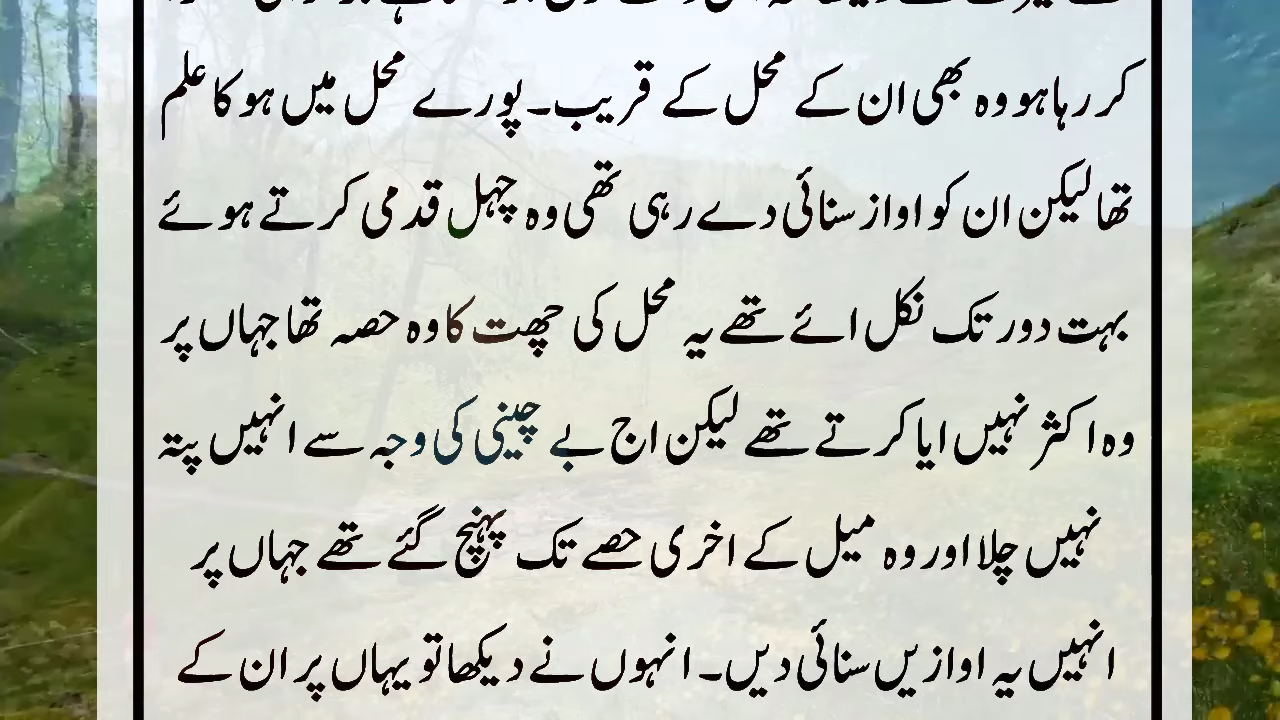 کر رہا ہو وہ بھی ان کے محل کے قریب۔ پورے محل میں ہو کا علم
تھا لیکن ان کو اواز سنائی دے رہی تھی وہ چہل قدمی کرتے ہوئے
بہت دور تک نکل ائے تھے یہ محل کی چھت کا وہ حصہ تھا جہاں پر
وہ اکثر نہیں ایا کرتے تھے لیکن اج بے چینی کی وجہ سے انہیں پتہ
نہیں چلا اور وہ میل کے اخری حصے تک پہنچ گئے تھے جہاں پر
انہیں یہ اوازیں سنائی دیں۔ انہوں نے دیکھا تو یہاں پر ان کے